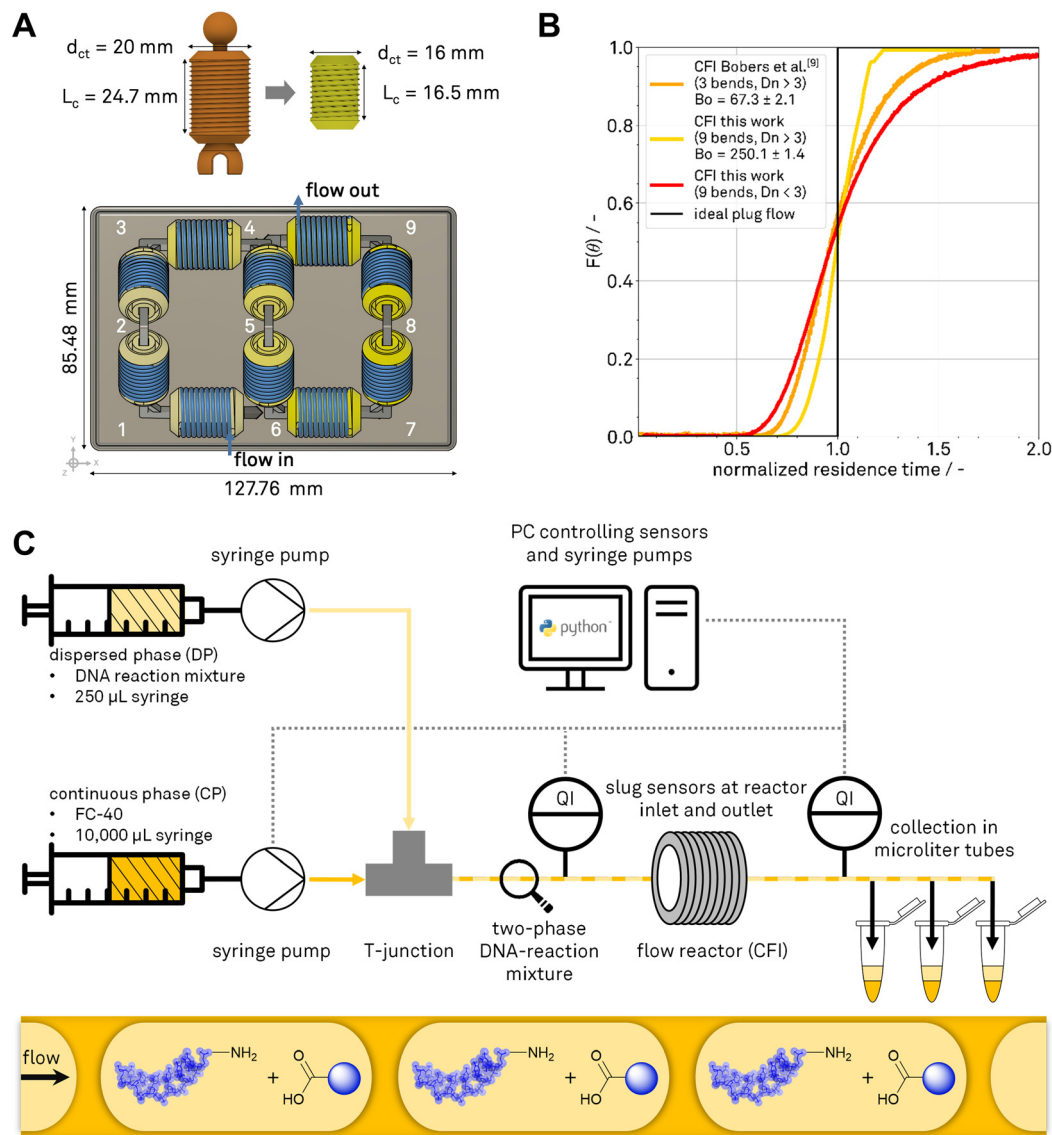 A
d_ct = 20 mm
L_c = 24.7 mm
d_ct = 16 mm
L_c = 16.5 mm
flow out
3
4
9
2
5
8
1
6
7
flow in
85.48 mm
127.76 mm
Y
Z
X
B
F(θ) / -
1.0
0.8
0.6
0.4
0.2
0.0
CFI Bobers et al.[9]
(3 bends, Dn > 3)
Bo = 67.3 ± 2.1
CFI this work
(9 bends, Dn > 3)
Bo = 250.1 ± 1.4
CFI this work
(9 bends, Dn < 3)
ideal plug flow
0.5
1.0
1.5
2.0
normalized residence time / -
C
syringe pump
PC controlling sensors
and syringe pumps
python™
dispersed phase (DP)
• DNA reaction mixture
• 250 µL syringe
continuous phase (CP)
• FC-40
• 10,000 µL syringe
QI
slug sensors at reactor
inlet and outlet
QI
collection in
microliter tubes
syringe pump
T-junction
two-phase
DNA-reaction
mixture
flow reactor (CFI)
flow
NH₂
+
O
HO
NH₂
+
O
HO
NH₂
+
O
HO